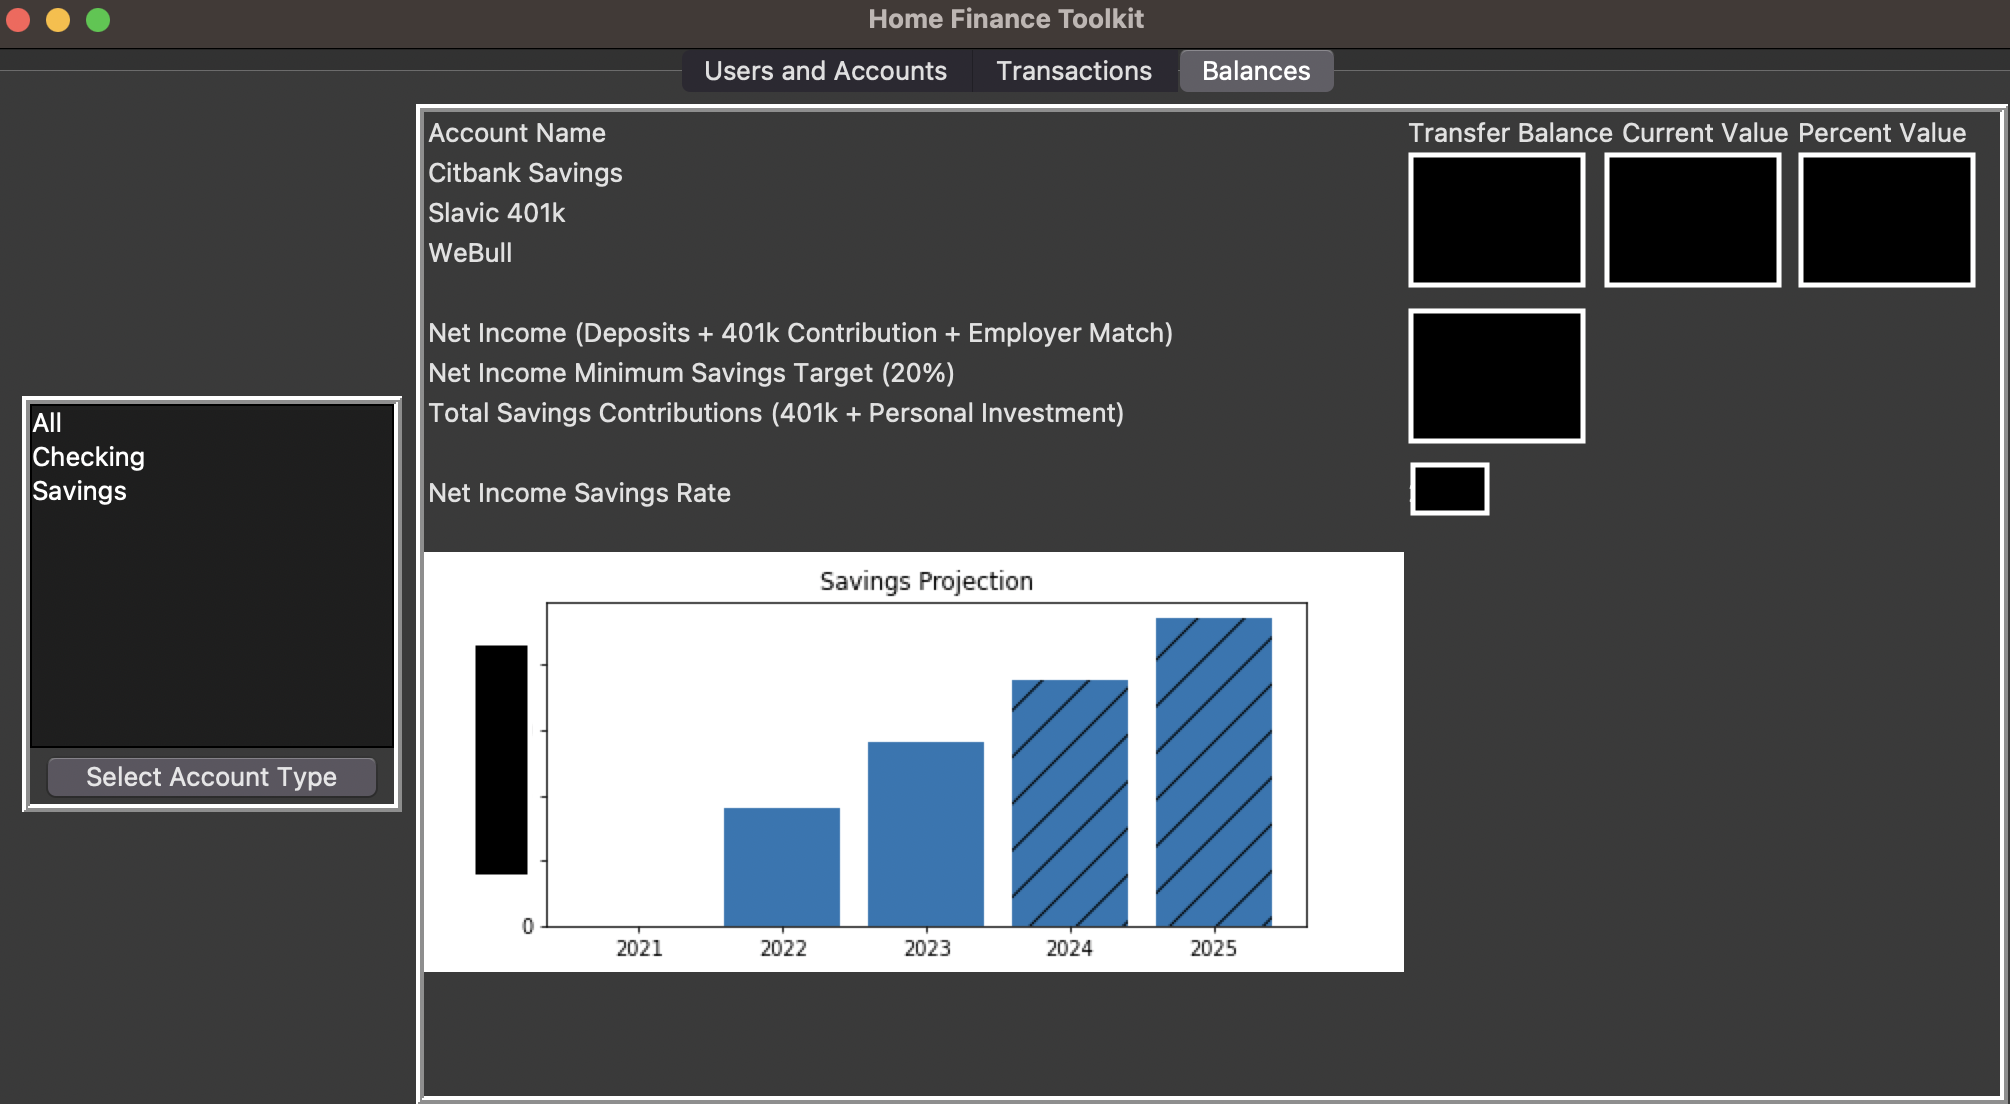 Home Finance Toolkit
Users and Accounts Transactions Balances
Account Name Transfer Balance Current Value Percent Value
Citbank Savings
Slavic 401k
WeBull
Net Income (Deposits + 401k Contribution + Employer Match)
Net Income Minimum Savings Target (20%)
Total Savings Contributions (401k + Personal Investment)
Net Income Savings Rate
All
Checking
Savings
Select Account Type
Savings Projection
0
2021 2022 2023 2024 2025